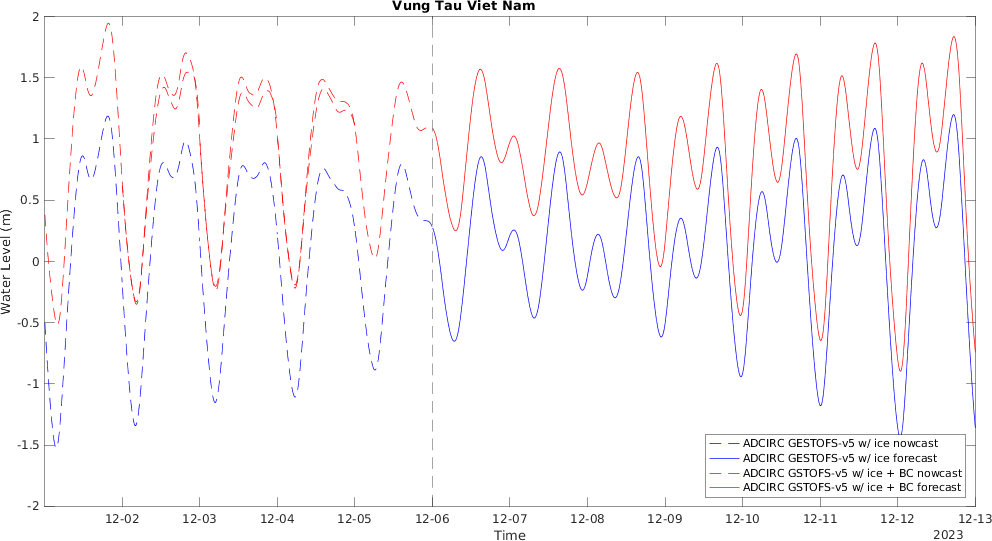 Vung Tau Viet Nam
Water Level (m)
2
1.5
1
0.5
0
-0.5
-1
-1.5
-2
ADCIRC GESTOFS-v5 w/ ice nowcast
ADCIRC GESTOFS-v5 w/ ice forecast
ADCIRC GSTOFS-v5 w/ ice + BC nowcast
ADCIRC GSTOFS-v5 w/ ice + BC forecast
12-02 12-03 12-04 12-05 12-06 12-07 12-08 12-09 12-10 12-11 12-12 12-13
Time
2023